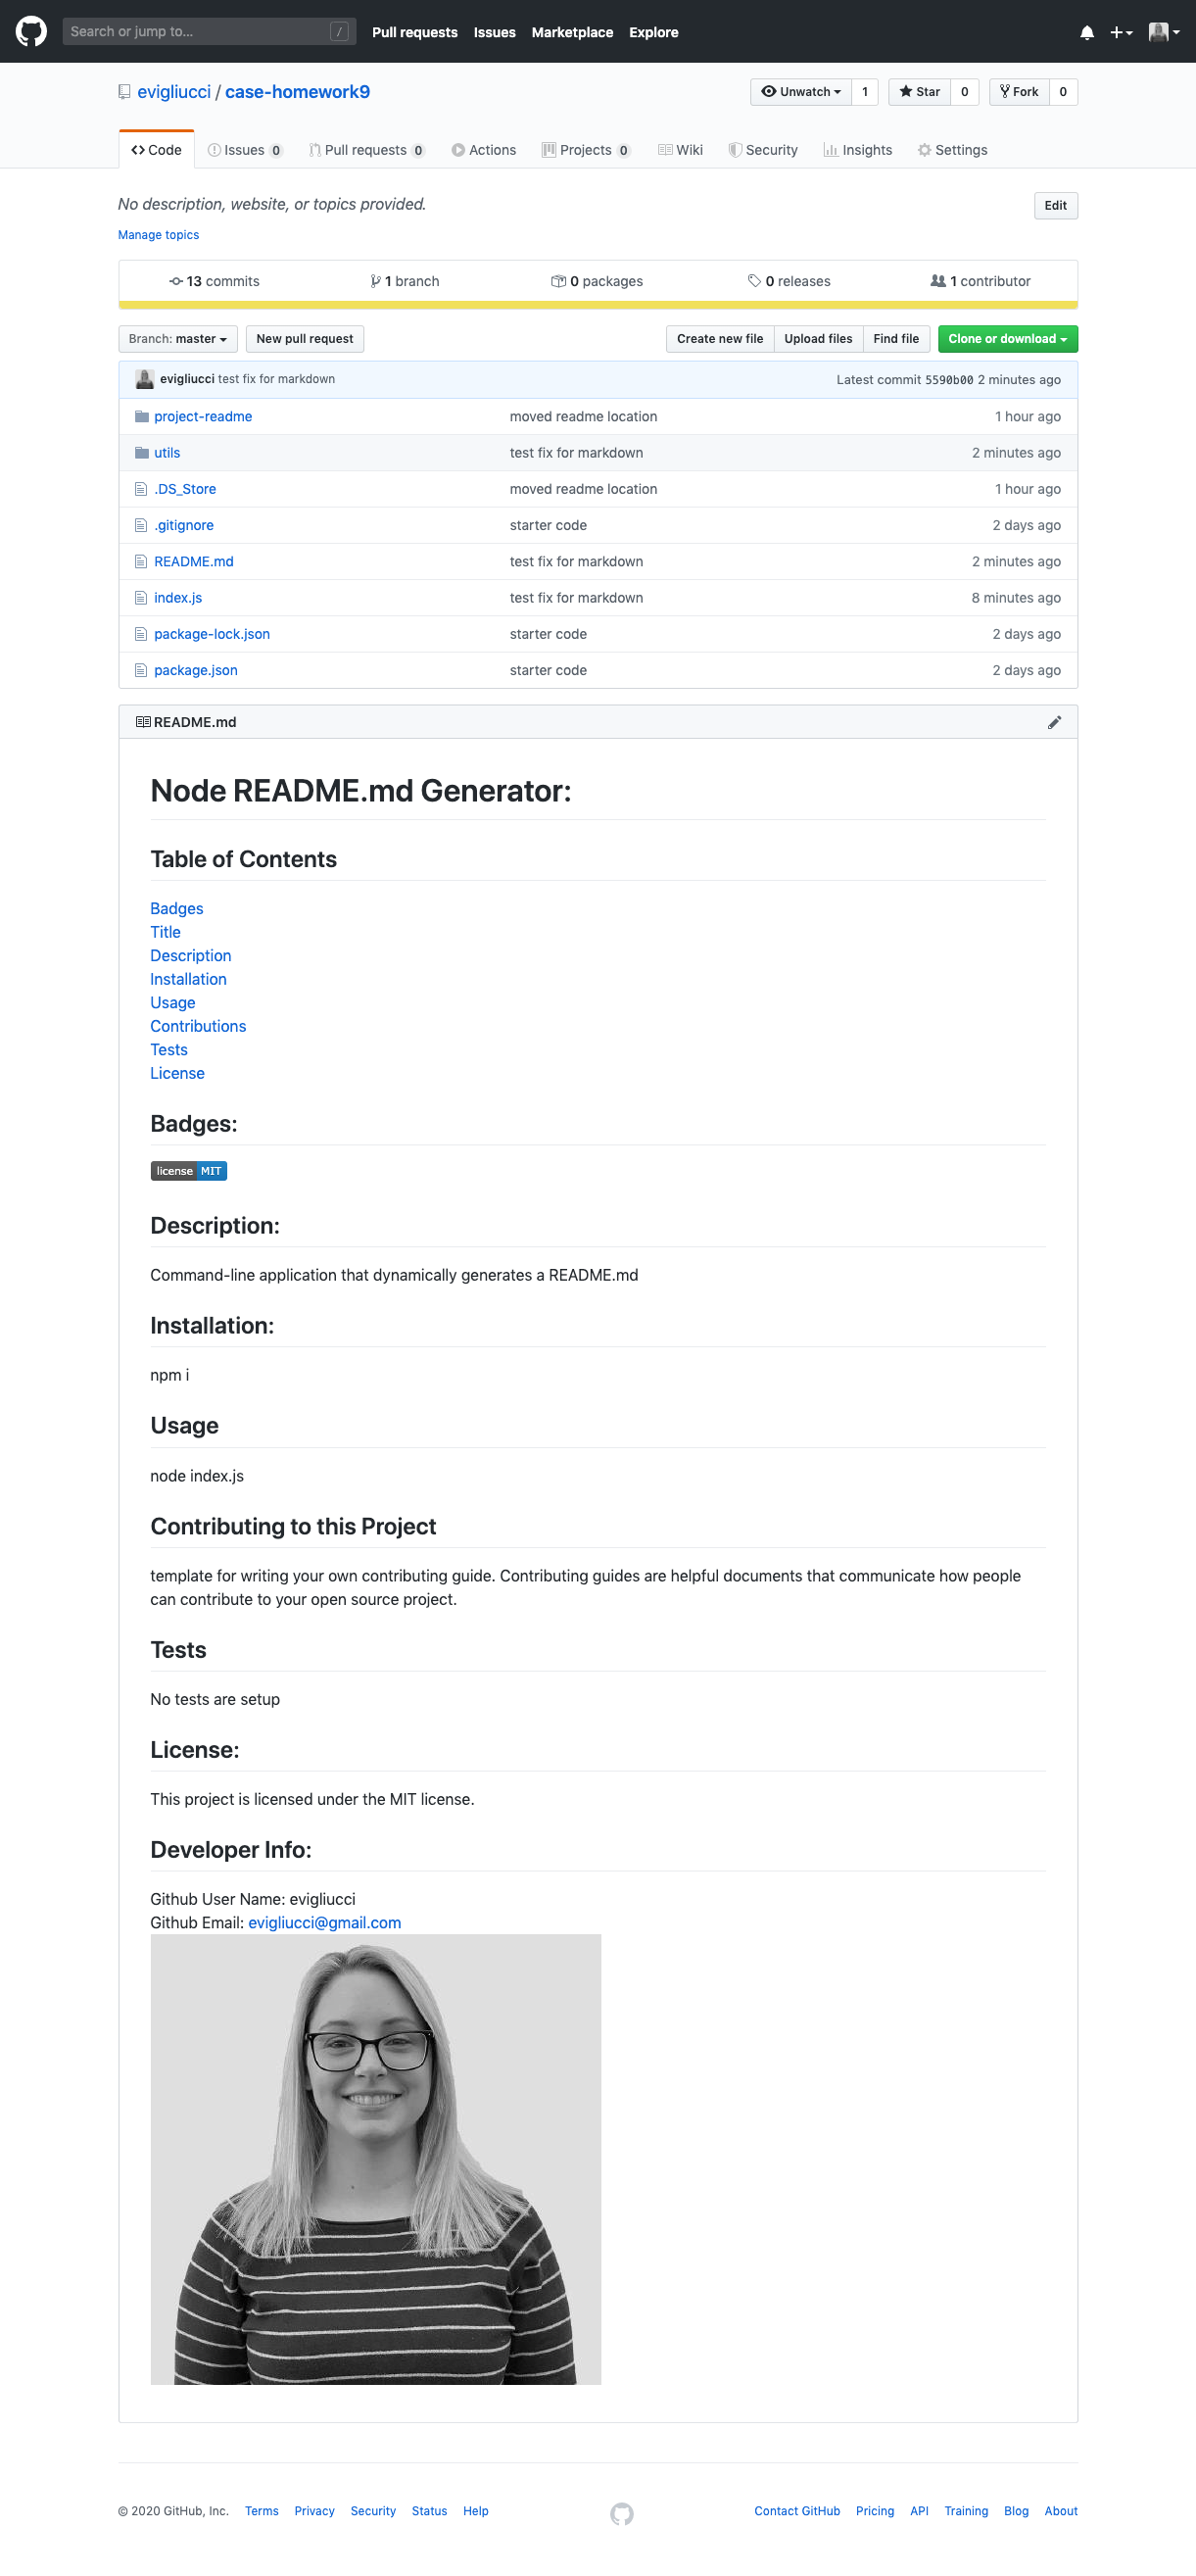 Search or jump to... /
Pull requests Issues Marketplace Explore
evigliucci / case-homework9
Unwatch 1 Star 0 Fork 0
Code Issues 0 Pull requests 0 Actions Projects 0 Wiki Security Insights Settings
No description, website, or topics provided. Edit
Manage topics
13 commits 1 branch 0 packages 0 releases 1 contributor
Branch: master New pull request Create new file Upload files Find file Clone or download
evigliucci test fix for markdown Latest commit 5590b00 2 minutes ago
project-readme moved readme location 1 hour ago
utils test fix for markdown 2 minutes ago
.DS_Store moved readme location 1 hour ago
.gitignore starter code 2 days ago
README.md test fix for markdown 2 minutes ago
index.js test fix for markdown 8 minutes ago
package-lock.json starter code 2 days ago
package.json starter code 2 days ago
README.md
Node README.md Generator:
Table of Contents
Badges
Title
Description
Installation
Usage
Contributions
Tests
License
Badges:
license MIT
Description:
Command-line application that dynamically generates a README.md
Installation:
npm i
Usage
node index.js
Contributing to this Project
template for writing your own contributing guide. Contributing guides are helpful documents that communicate how people
can contribute to your open source project.
Tests
No tests are setup
License:
This project is licensed under the MIT license.
Developer Info:
Github User Name: evigliucci
Github Email: evigliucci@gmail.com
© 2020 GitHub, Inc. Terms Privacy Security Status Help Contact GitHub Pricing API Training Blog About